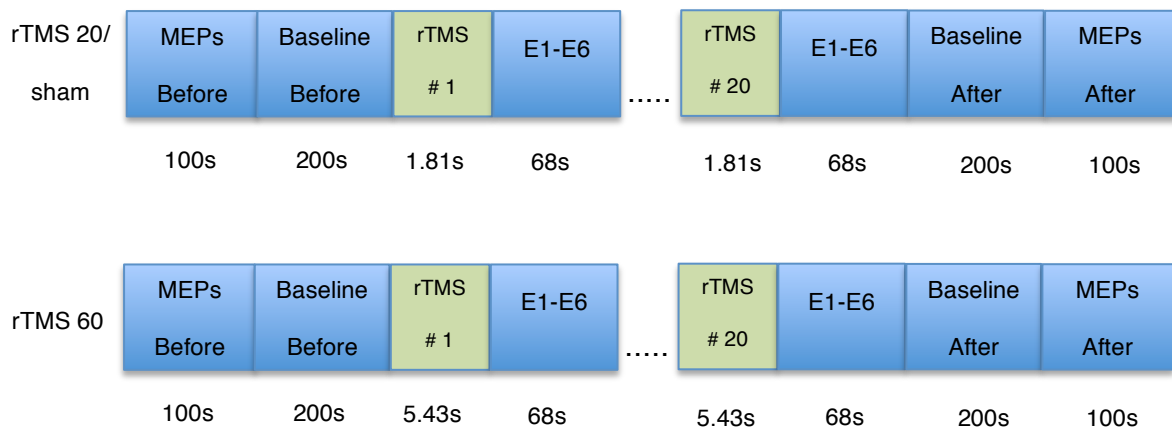 rTMS 20/
sham
MEPs
Before
Baseline
Before
rTMS
# 1
E1-E6
.....
rTMS
# 20
E1-E6
Baseline
After
MEPs
After
100s 200s 1.81s 68s 1.81s 68s 200s 100s
rTMS 60
MEPs
Before
Baseline
Before
rTMS
# 1
E1-E6
.....
rTMS
# 20
E1-E6
Baseline
After
MEPs
After
100s 200s 5.43s 68s 5.43s 68s 200s 100s